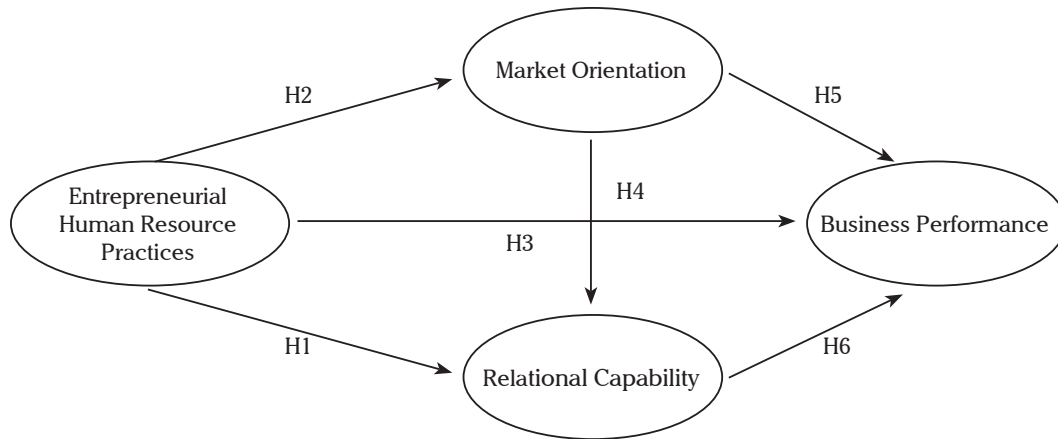 Market Orientation
H2
H5
Entrepreneurial
Human Resource
Practices
H4
Business Performance
H3
H1
H6
Relational Capability